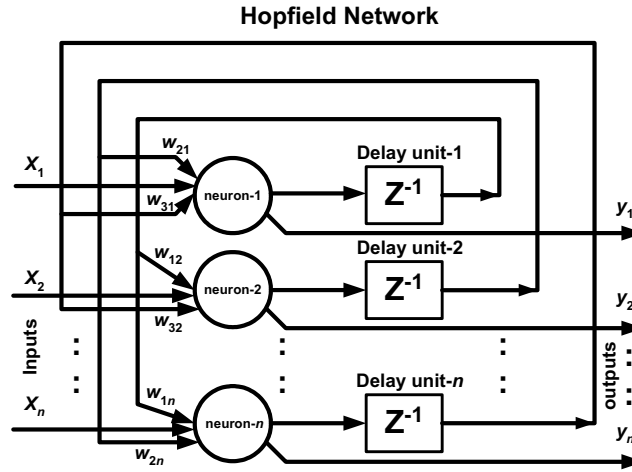 Hopfield Network
w21
X1
Delay unit-1
neuron-1
Z-1
w31
y1
w12
Delay unit-2
X2
neuron-2
Z-1
y2
w32
Inputs
outputs
w1n
Delay unit-n
Xn
neuron-n
Z-1
w2n
yn